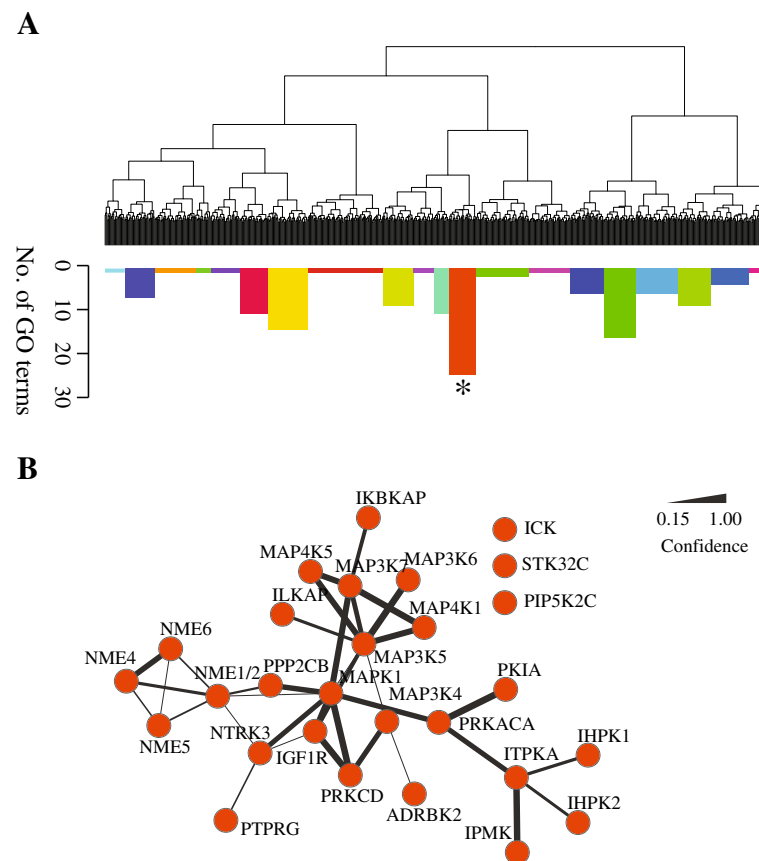 A
No. of GO terms
0
10
20
30
*
B
IKBKAP
0.15 1.00
Confidence
ICK
STK32C
PIP5K2C
MAP4K5
MAP3K7
MAP3K6
ILKAP
MAP4K1
NME6
MAP3K5
NME4
NME1/2
PPP2CB
MAPK1
MAP3K4
PKIA
PRKACA
NME5
NTRK3
IGF1R
ITPKA
IHPK1
PRKCD
ADRBK2
IHPK2
PTPRG
IPMK